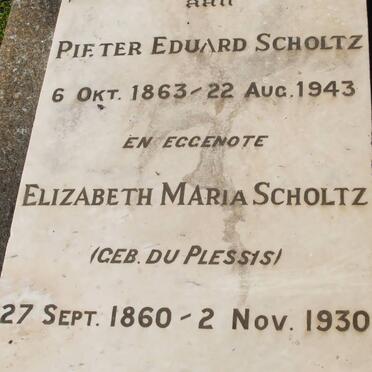 aan
PIETER EDUARD SCHOLTZ
6 OKT. 1863 - 22 AUG. 1943
EN EGGENOTE
ELIZABETH MARIA SCHOLTZ
(GEB. DU PLESSIS)
27 SEPT. 1860 - 2 NOV. 1930